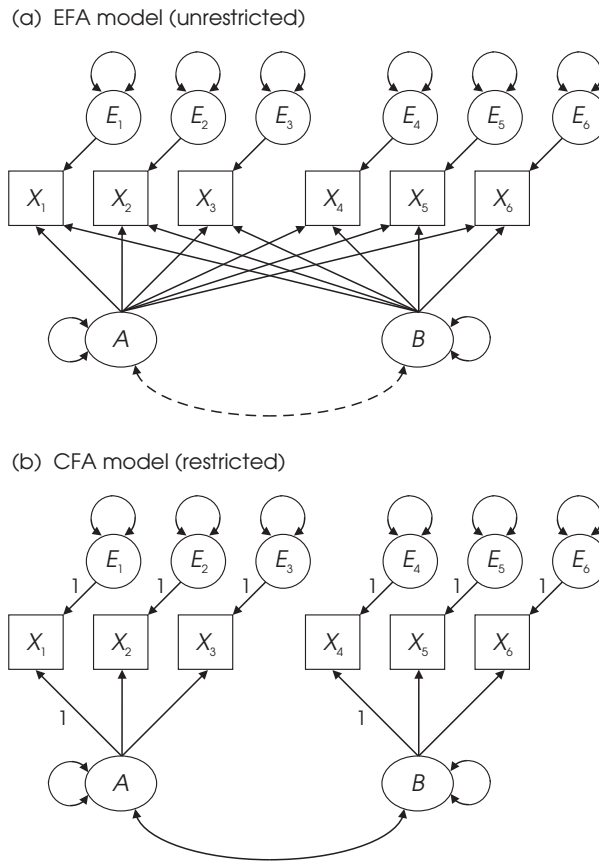 (a) EFA model (unrestricted)
E₁ E₂ E₃ E₄ E₅ E₆
X₁ X₂ X₃ X₄ X₅ X₆
A B
(b) CFA model (restricted)
E₁ E₂ E₃ E₄ E₅ E₆
1 1 1 1 1 1
X₁ X₂ X₃ X₄ X₅ X₆
1 1
A B